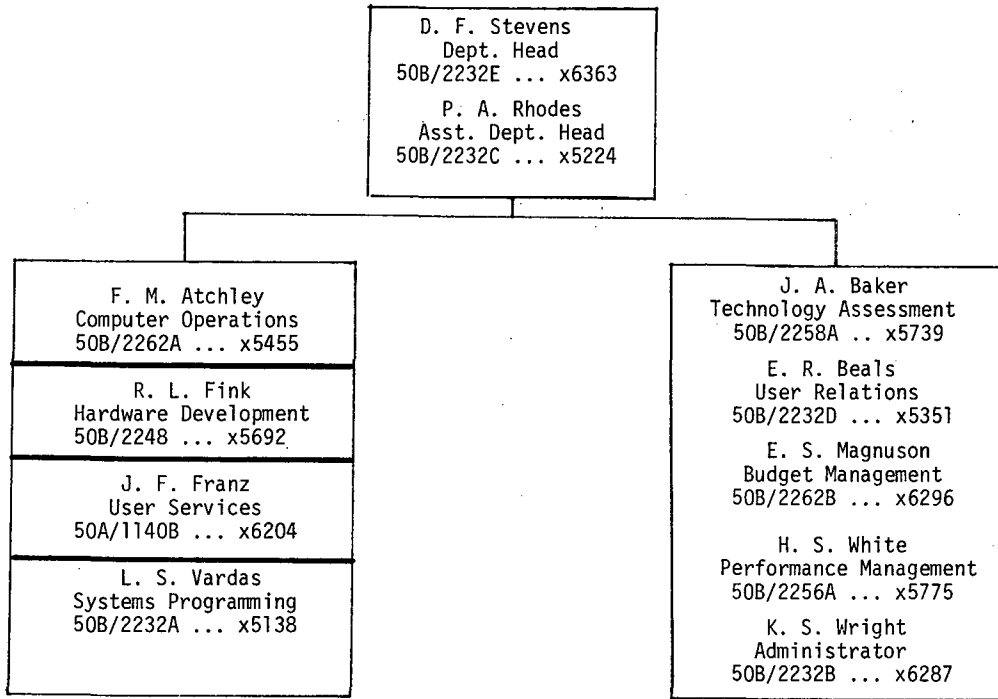 D. F. Stevens
Dept. Head
50B/2232E ... x6363
P. A. Rhodes
Asst. Dept. Head
50B/2232C ... x5224
F. M. Atchley
Computer Operations
50B/2262A ... x5455
R. L. Fink
Hardware Development
50B/2248 ... x5692
J. F. Franz
User Services
50A/1140B ... x6204
L. S. Vardas
Systems Programming
50B/2232A ... x5138
J. A. Baker
Technology Assessment
50B/2258A .. x5739
E. R. Beals
User Relations
50B/2232D ... x5351
E. S. Magnuson
Budget Management
50B/2262B ... x6296
H. S. White
Performance Management
50B/2256A ... x5775
K. S. Wright
Administrator
50B/2232B ... x6287